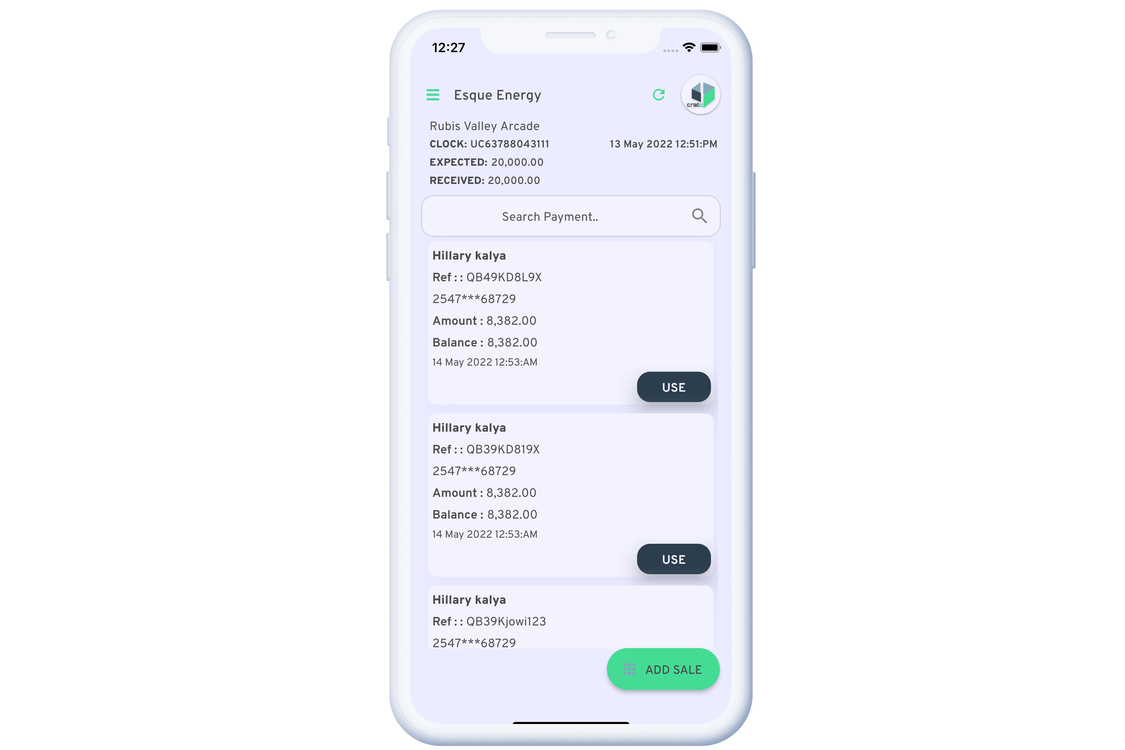 12:27
Esque Energy
crato
Rubis Valley Arcade
CLOCK: UC63788043111 13 May 2022 12:51:PM
EXPECTED: 20,000.00
RECEIVED: 20,000.00
Search Payment..
Hillary kalya
Ref : : QB49KD8L9X
2547***68729
Amount : 8,382.00
Balance : 8,382.00
14 May 2022 12:53:AM
USE
Hillary kalya
Ref : : QB39KD819X
2547***68729
Amount : 8,382.00
Balance : 8,382.00
14 May 2022 12:53:AM
USE
Hillary kalya
Ref : : QB39Kjowi123
2547***68729
ADD SALE